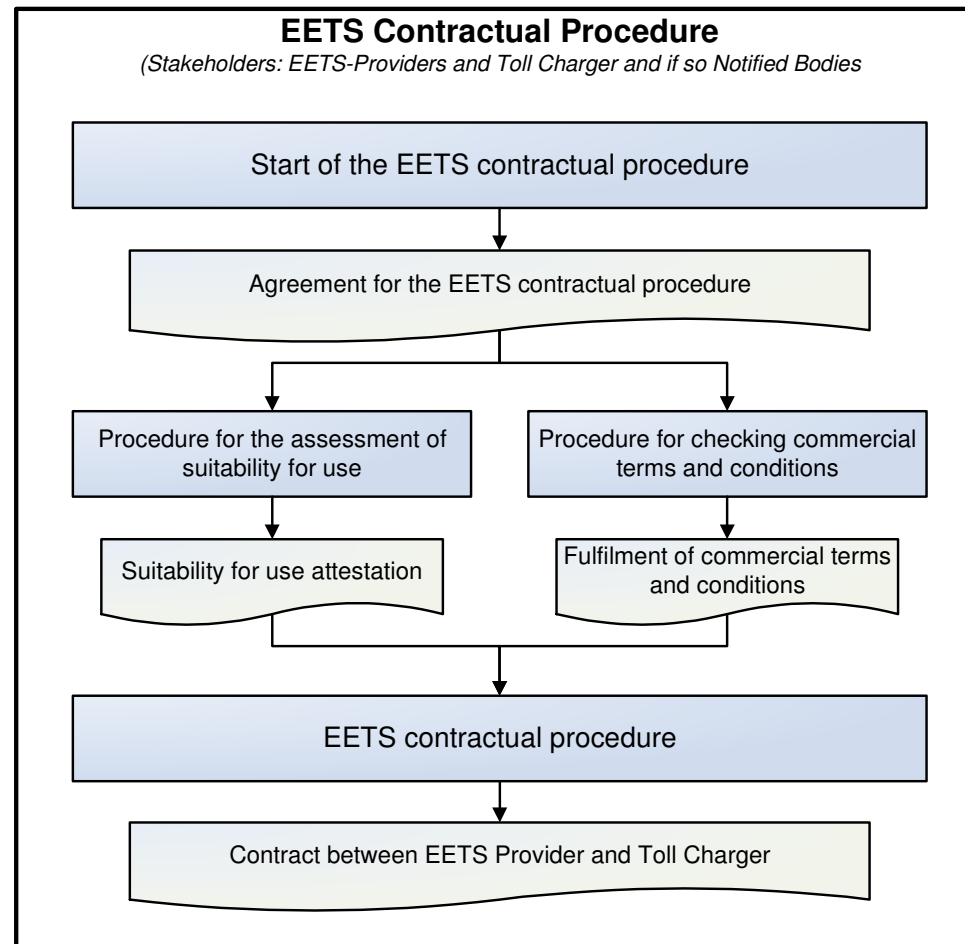 EETS Contractual Procedure
(Stakeholders: EETS-Providers and Toll Charger and if so Notified Bodies
Start of the EETS contractual procedure
Agreement for the EETS contractual procedure
Procedure for the assessment of
suitability for use
Procedure for checking commercial
terms and conditions
Suitability for use attestation
Fulfilment of commercial terms
and conditions
EETS contractual procedure
Contract between EETS Provider and Toll Charger